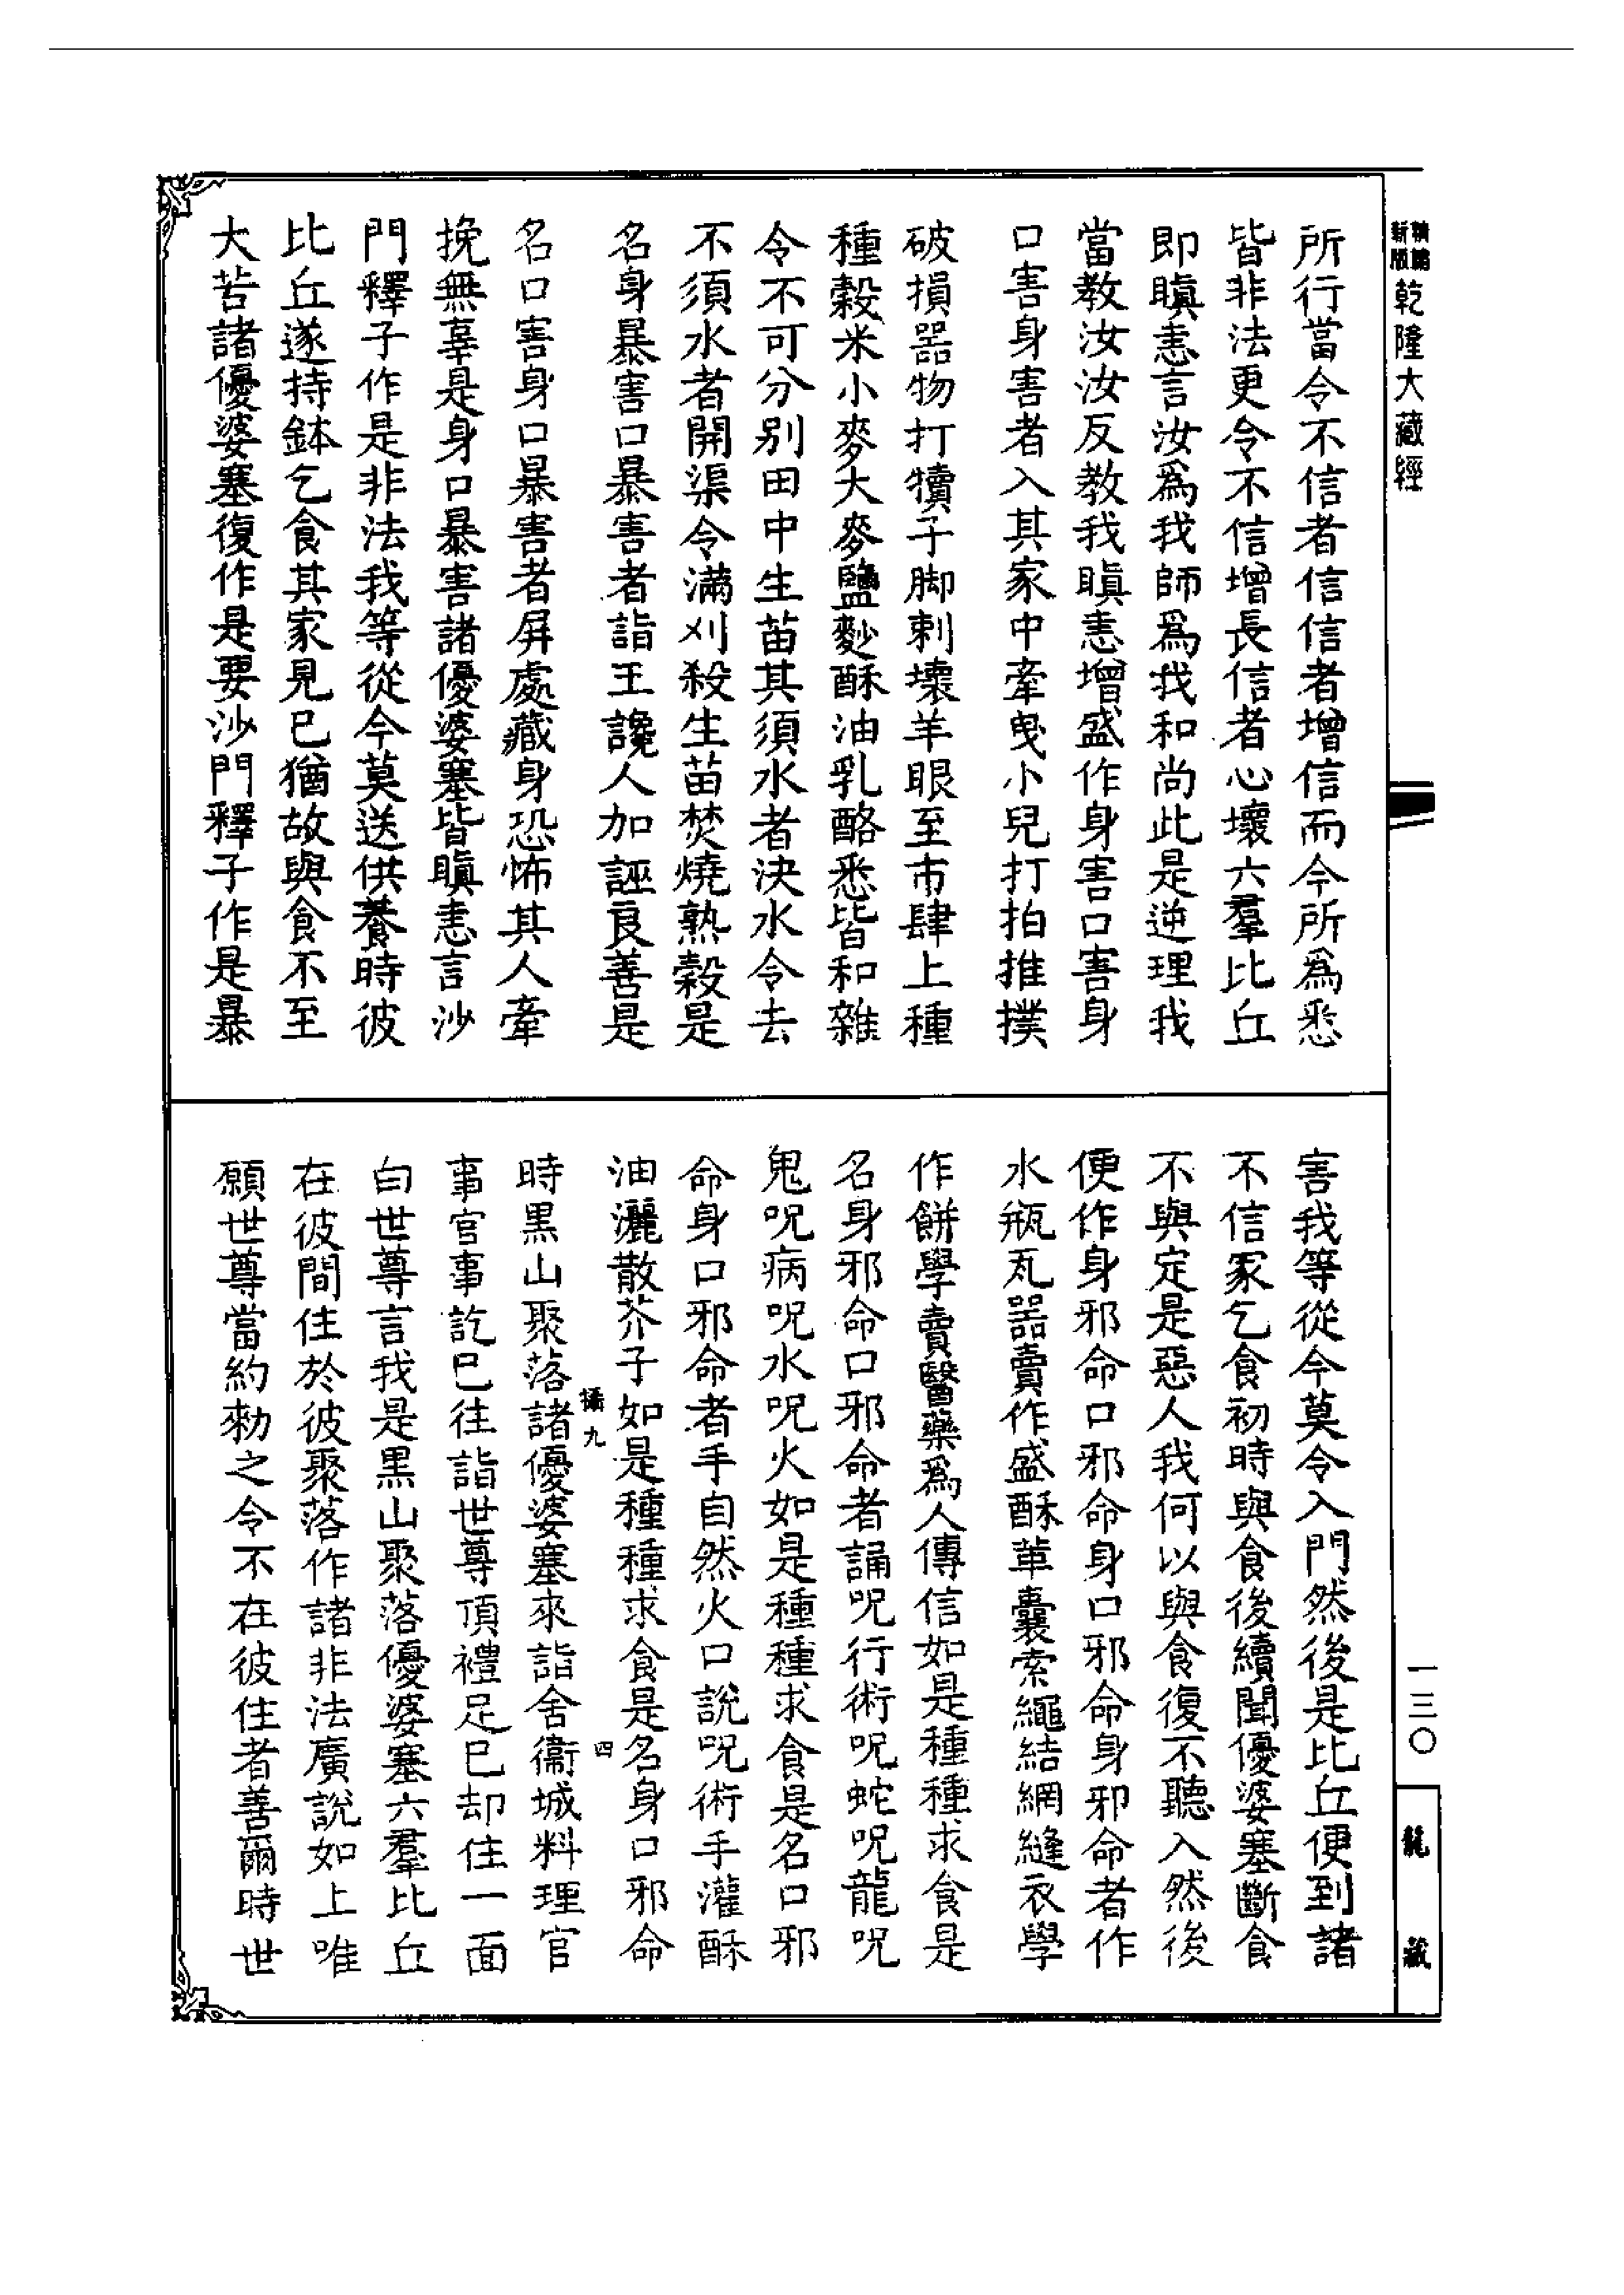 新版
精編
乾隆大藏經
一三〇
龍藏
所行當令不信者信信者增信而今所為悉
皆非法更令不信增長信者心壞六羣比丘
即瞋恚言汝為我師為我和尚此是逆理我
當教汝汝反教我瞋恚增盛作身害口害身
口害身害者入其家中牽曳小兒打拍推撲
破損器物打犢子脚刺壞羊眼至市肆上種
種穀米小麥大麥鹽麨酥油乳酪悉皆和雜
令不可分別田中生苗其須水者決水令去
不須水者開渠令滿刈殺生苗焚燒熟穀是
名身暴害口暴害者詣王讒人加誣良善是
名口害身口暴害者屏處藏身恐怖其人牽
挽無辜是身口暴害諸優婆塞皆瞋恚言沙
門釋子作是非法我等從今莫送供養時彼
比丘遂持鉢乞食其家見已猶故與食不至
大苦諸優婆塞復作是要沙門釋子作是暴
害我等從今莫令入門然後是比丘便到諸
不信家乞食初時與食後續聞優婆塞斷食
不與定是惡人我何以與食復不聽入然後
便作身邪命口邪命身口邪命身邪命者作
水瓶瓦器賣作盛酥革囊索繩結網縫衣學
作餅學賣醫藥為人傳信如是種種求食是
名身邪命口邪命者誦呪行術呪蛇呪龍呪
鬼呪病呪水呪火如是種種求食是名口邪
命身口邪命者手自然火口說呪術手灌酥
油灑散芥子如是種種求食是名身口邪命
攝九　四
時黑山聚落諸優婆塞來詣舍衞城料理官
事官事訖已往詣世尊頂禮足已却住一面
白世尊言我是黑山聚落優婆塞六羣比丘
在彼間住於彼聚落作諸非法廣說如上唯
願世尊當約勑之令不在彼住者善爾時世